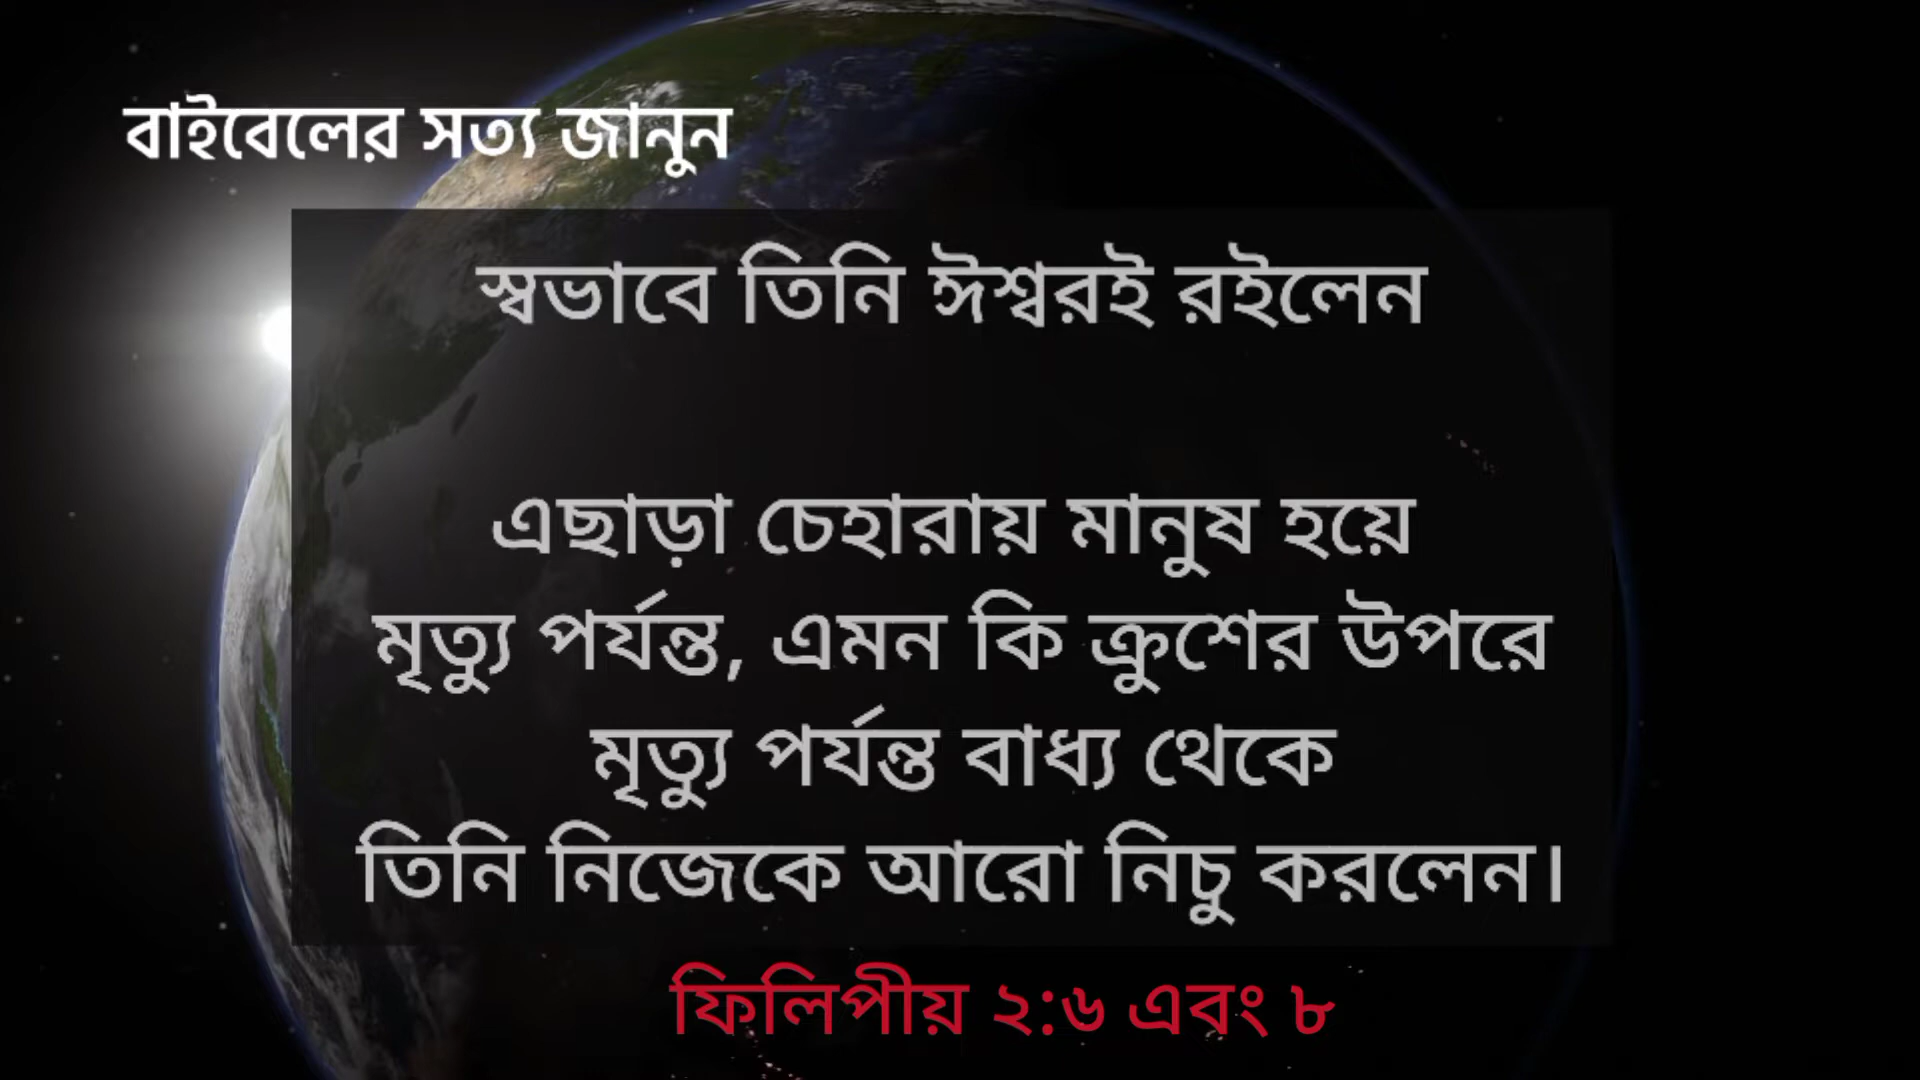 বাইবেলের সত্য জানুন
স্বভাবে তিনি ঈশ্বরই রইলেন
এছাড়া চেহারায় মানুষ হয়ে
মৃত্যু পর্যন্ত, এমন কি ক্রুশের উপরে
মৃত্যু পর্যন্ত বাধ্য থেকে
তিনি নিজেকে আরো নিচু করলেন।
ফিলিপীয় ২:৬ এবং ৮